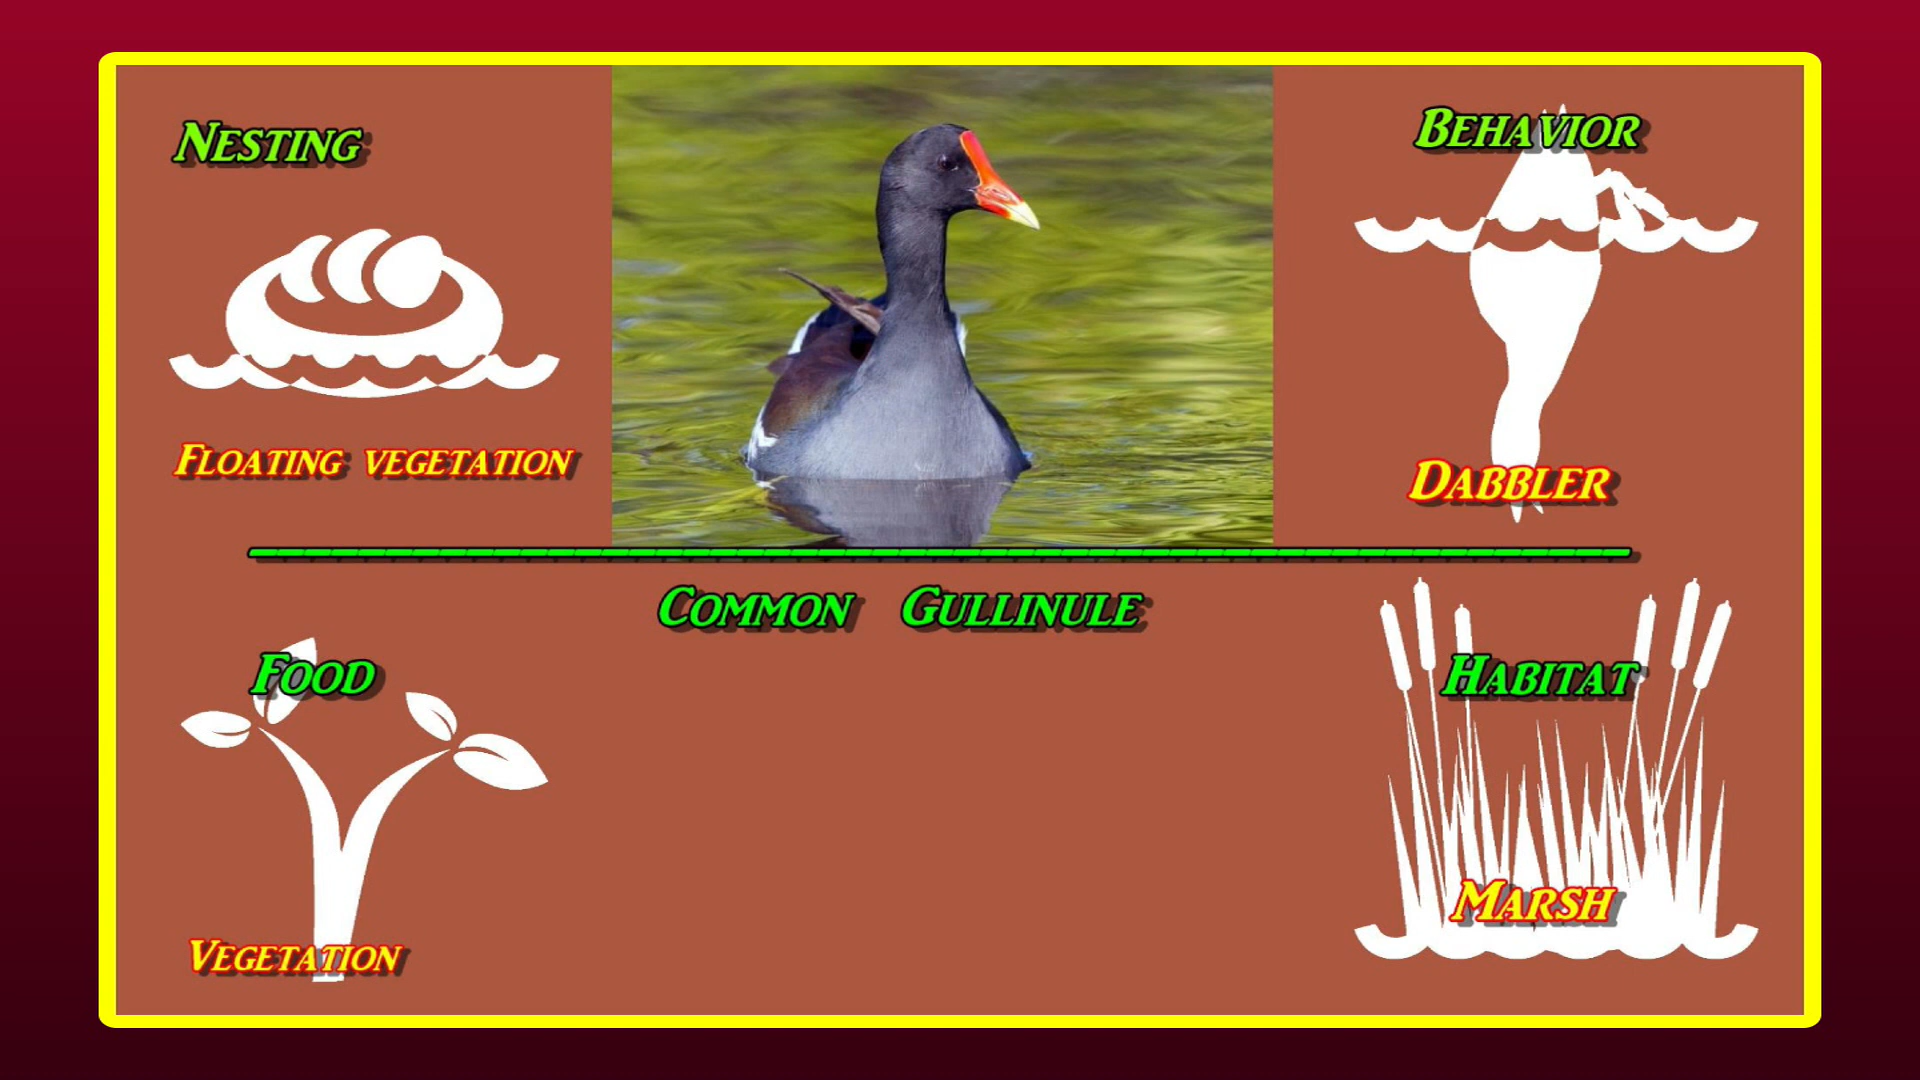 Nesting
Behavior
Floating vegetation
Dabbler
Common Gullinule
Food
Habitat
Vegetation
Marsh